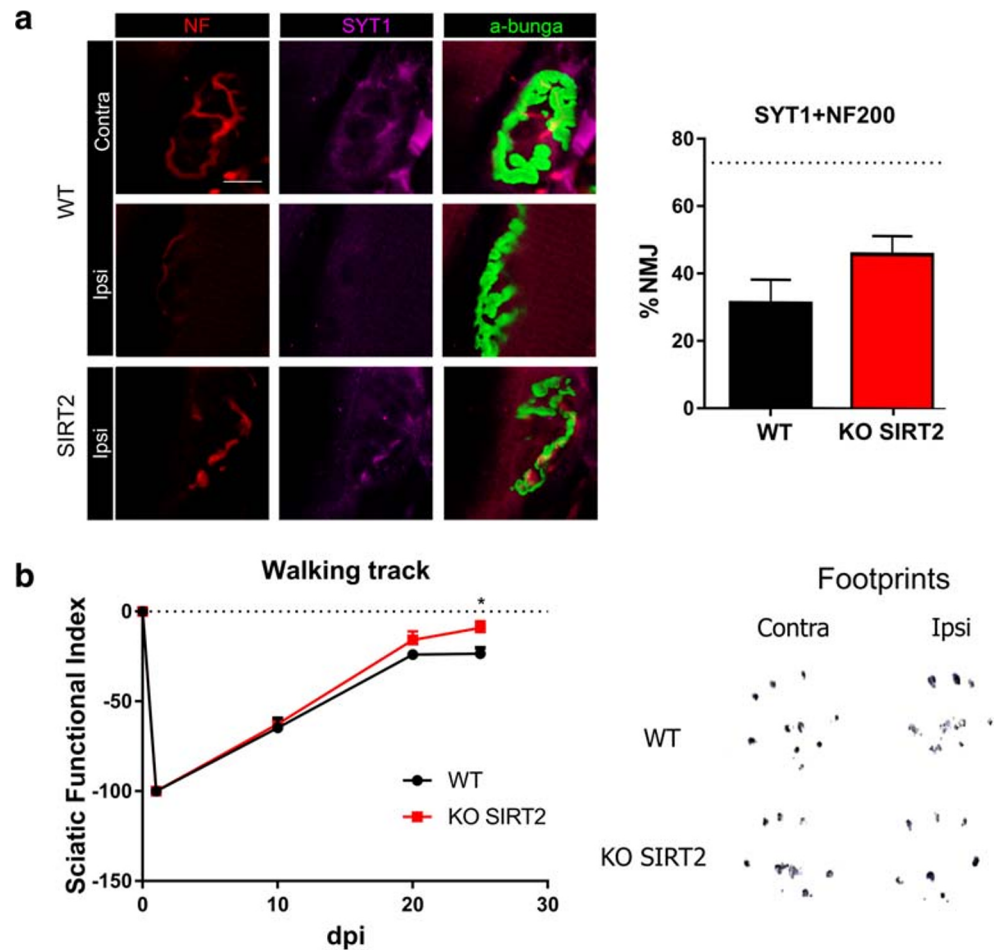 a
NF SYT1 a-bunga
WT
Contra
Ipsi
SIRT2
Ipsi
SYT1+NF200
% NMJ
80
60
40
20
0
WT KO SIRT2
b
Walking track
Sciatic Functional Index
0
-50
-100
-150
*
WT
KO SIRT2
0 10 20 30
dpi
Footprints
Contra Ipsi
WT
KO SIRT2